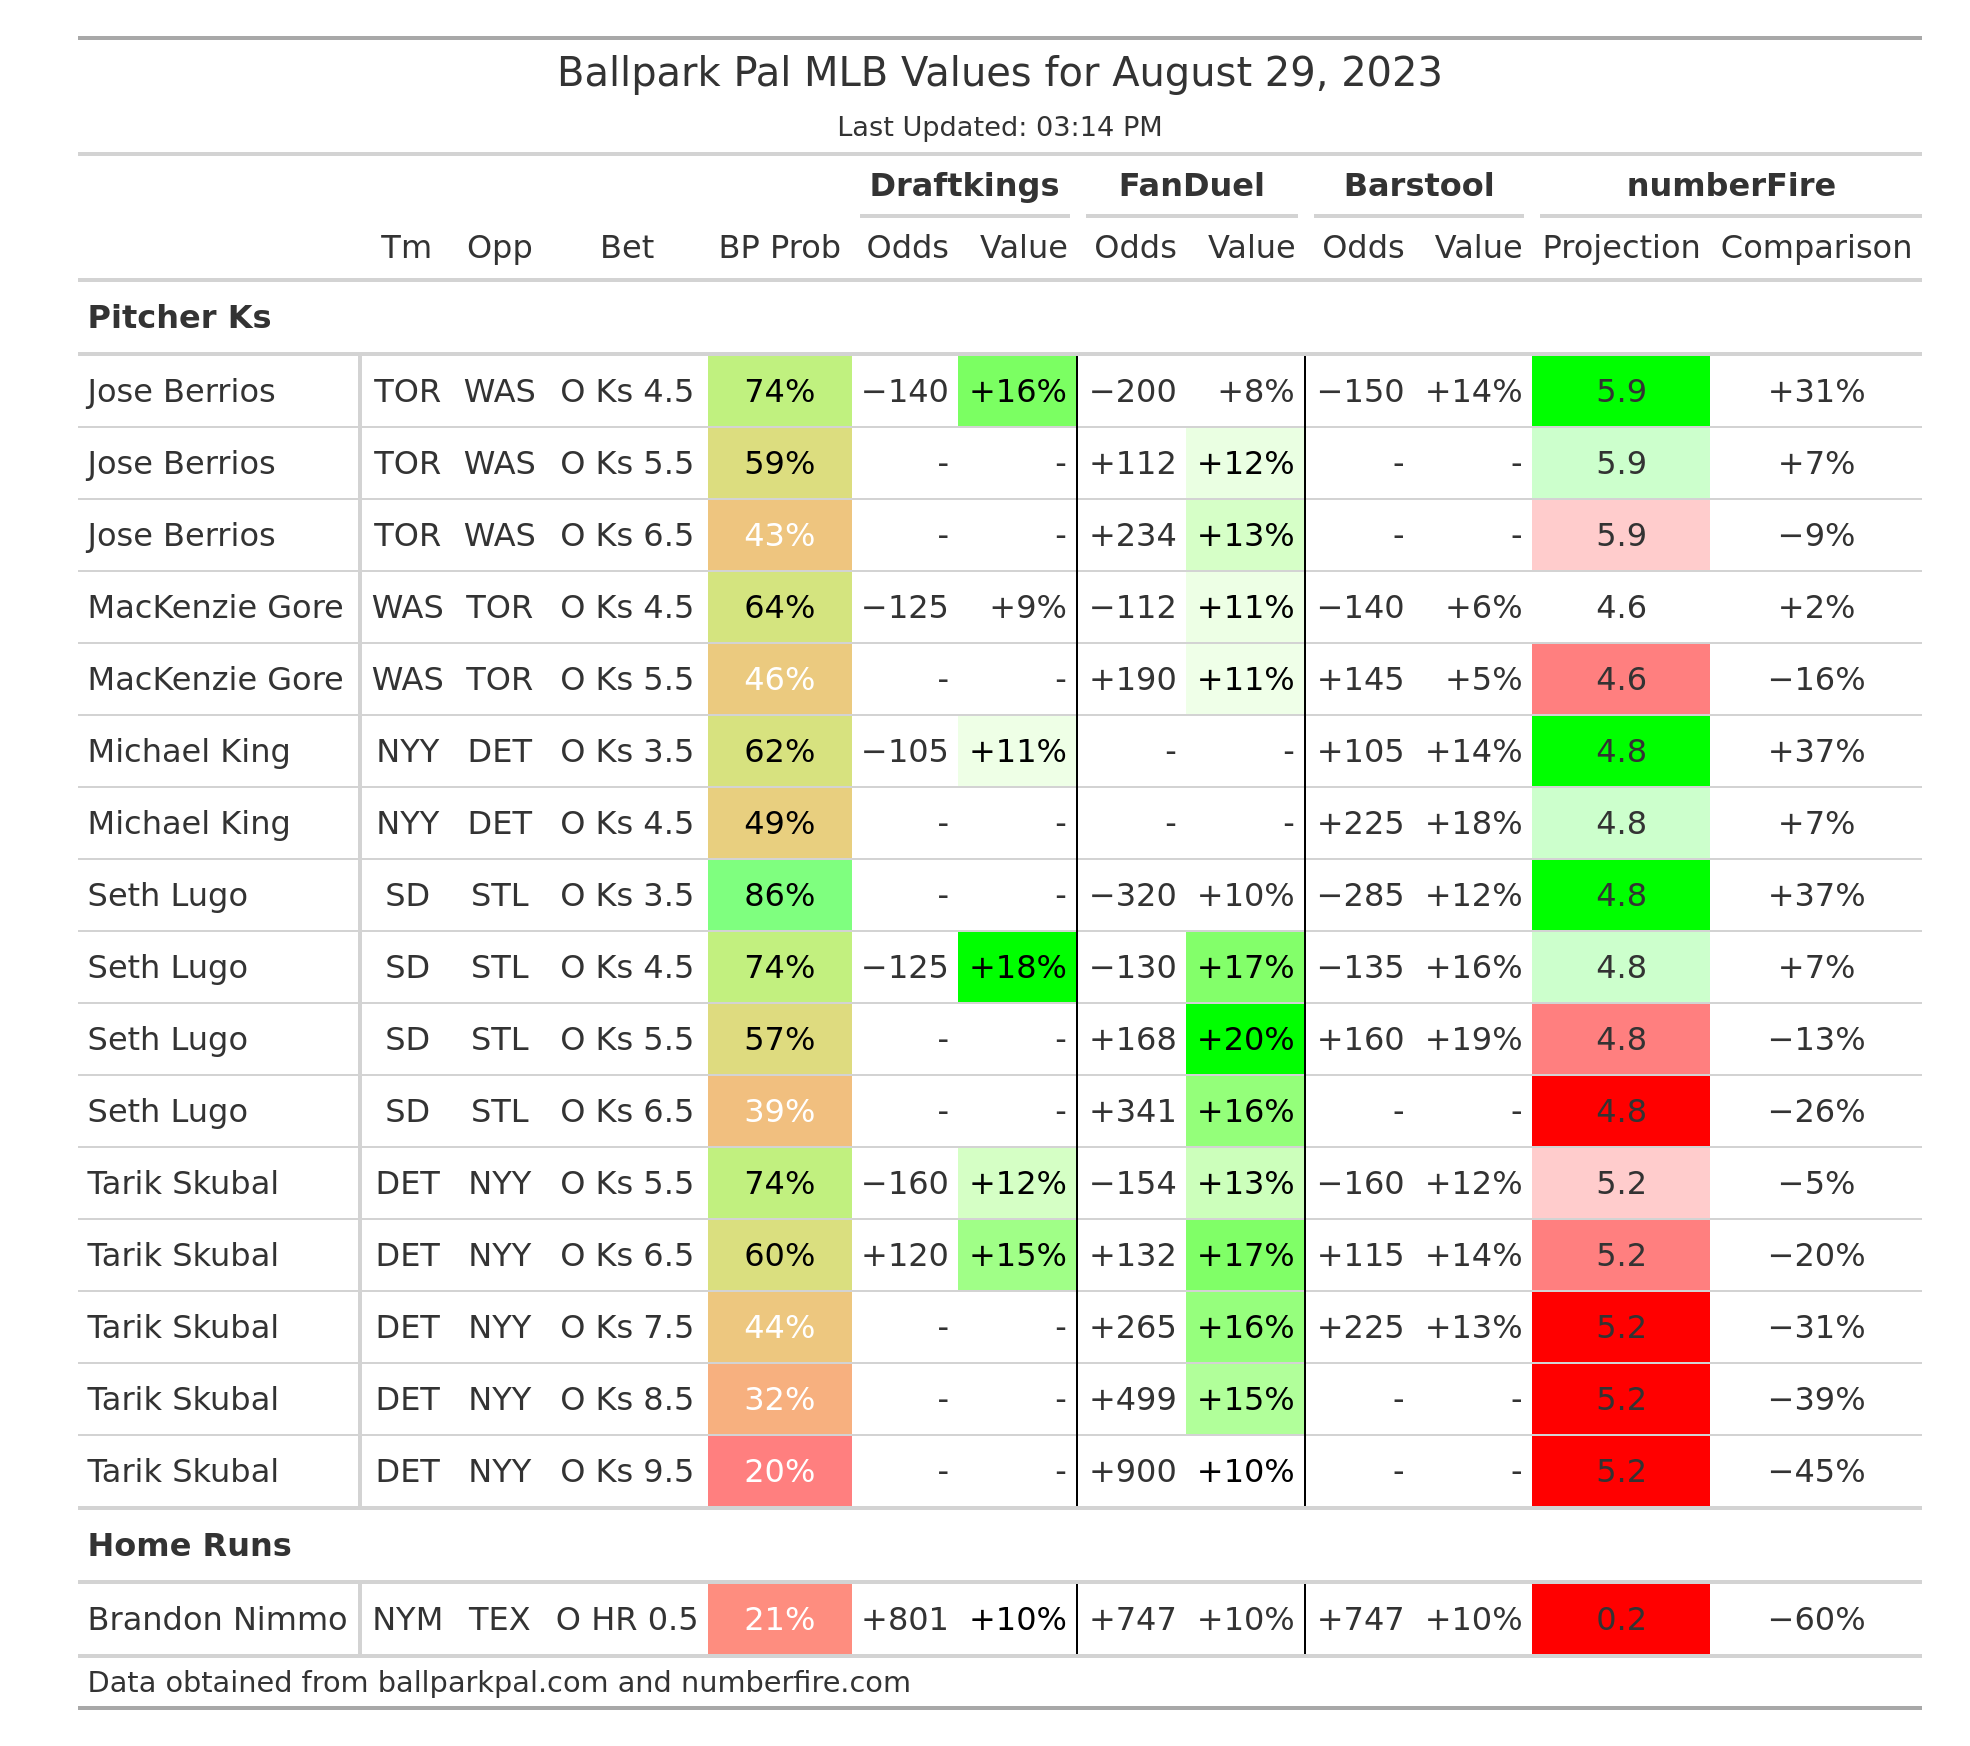 Ballpark Pal MLB Values for August 29, 2023
Last Updated: 03:14 PM
Draftkings FanDuel Barstool numberFire
Tm Opp Bet BP Prob Odds Value Odds Value Odds Value Projection Comparison
Pitcher Ks
Jose Berrios TOR WAS O Ks 4.5 74% −140 +16% −200 +8% −150 +14% 5.9 +31%
Jose Berrios TOR WAS O Ks 5.5 59% - - +112 +12% - - 5.9 +7%
Jose Berrios TOR WAS O Ks 6.5 43% - - +234 +13% - - 5.9 −9%
MacKenzie Gore WAS TOR O Ks 4.5 64% −125 +9% −112 +11% −140 +6% 4.6 +2%
MacKenzie Gore WAS TOR O Ks 5.5 46% - - +190 +11% +145 +5% 4.6 −16%
Michael King NYY DET O Ks 3.5 62% −105 +11% - - +105 +14% 4.8 +37%
Michael King NYY DET O Ks 4.5 49% - - - - +225 +18% 4.8 +7%
Seth Lugo SD STL O Ks 3.5 86% - - −320 +10% −285 +12% 4.8 +37%
Seth Lugo SD STL O Ks 4.5 74% −125 +18% −130 +17% −135 +16% 4.8 +7%
Seth Lugo SD STL O Ks 5.5 57% - - +168 +20% +160 +19% 4.8 −13%
Seth Lugo SD STL O Ks 6.5 39% - - +341 +16% - - 4.8 −26%
Tarik Skubal DET NYY O Ks 5.5 74% −160 +12% −154 +13% −160 +12% 5.2 −5%
Tarik Skubal DET NYY O Ks 6.5 60% +120 +15% +132 +17% +115 +14% 5.2 −20%
Tarik Skubal DET NYY O Ks 7.5 44% - - +265 +16% +225 +13% 5.2 −31%
Tarik Skubal DET NYY O Ks 8.5 32% - - +499 +15% - - 5.2 −39%
Tarik Skubal DET NYY O Ks 9.5 20% - - +900 +10% - - 5.2 −45%
Home Runs
Brandon Nimmo NYM TEX O HR 0.5 21% +801 +10% +747 +10% +747 +10% 0.2 −60%
Data obtained from ballparkpal.com and numberfire.com